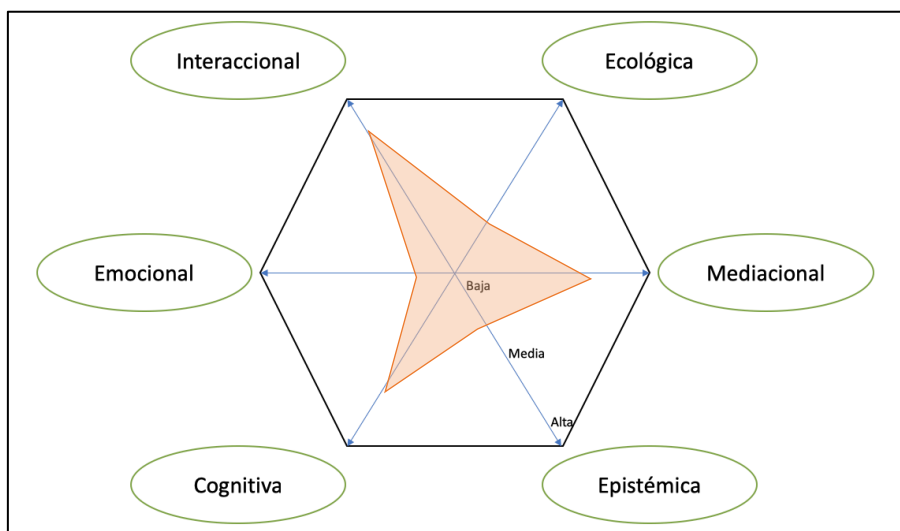 Interaccional
Ecológica
Emocional
Mediacional
Baja
Media
Alta
Cognitiva
Epistémica